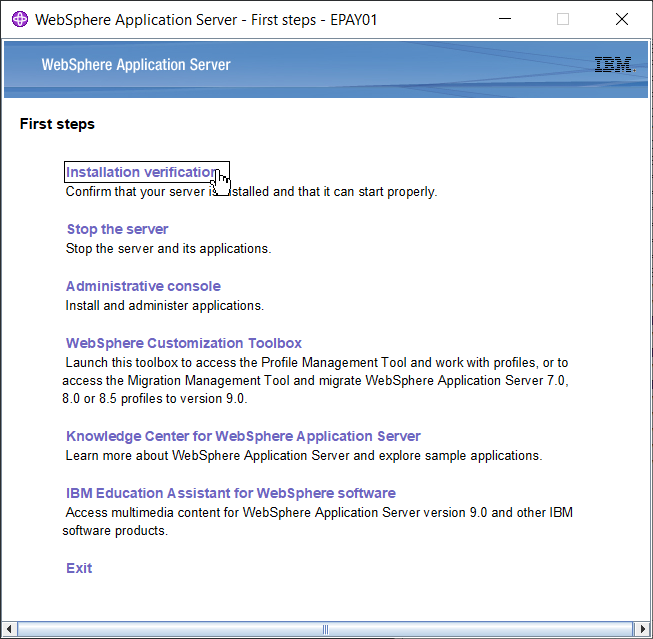 WebSphere Application Server - First steps - EPAY01
WebSphere Application Server
IBM.
First steps
Installation verification
Confirm that your server is installed and that it can start properly.
Stop the server
Stop the server and its applications.
Administrative console
Install and administer applications.
WebSphere Customization Toolbox
Launch this toolbox to access the Profile Management Tool and work with profiles, or to
access the Migration Management Tool and migrate WebSphere Application Server 7.0,
8.0 or 8.5 profiles to version 9.0.
Knowledge Center for WebSphere Application Server
Learn more about WebSphere Application Server and explore sample applications.
IBM Education Assistant for WebSphere software
Access multimedia content for WebSphere Application Server version 9.0 and other IBM
software products.
Exit